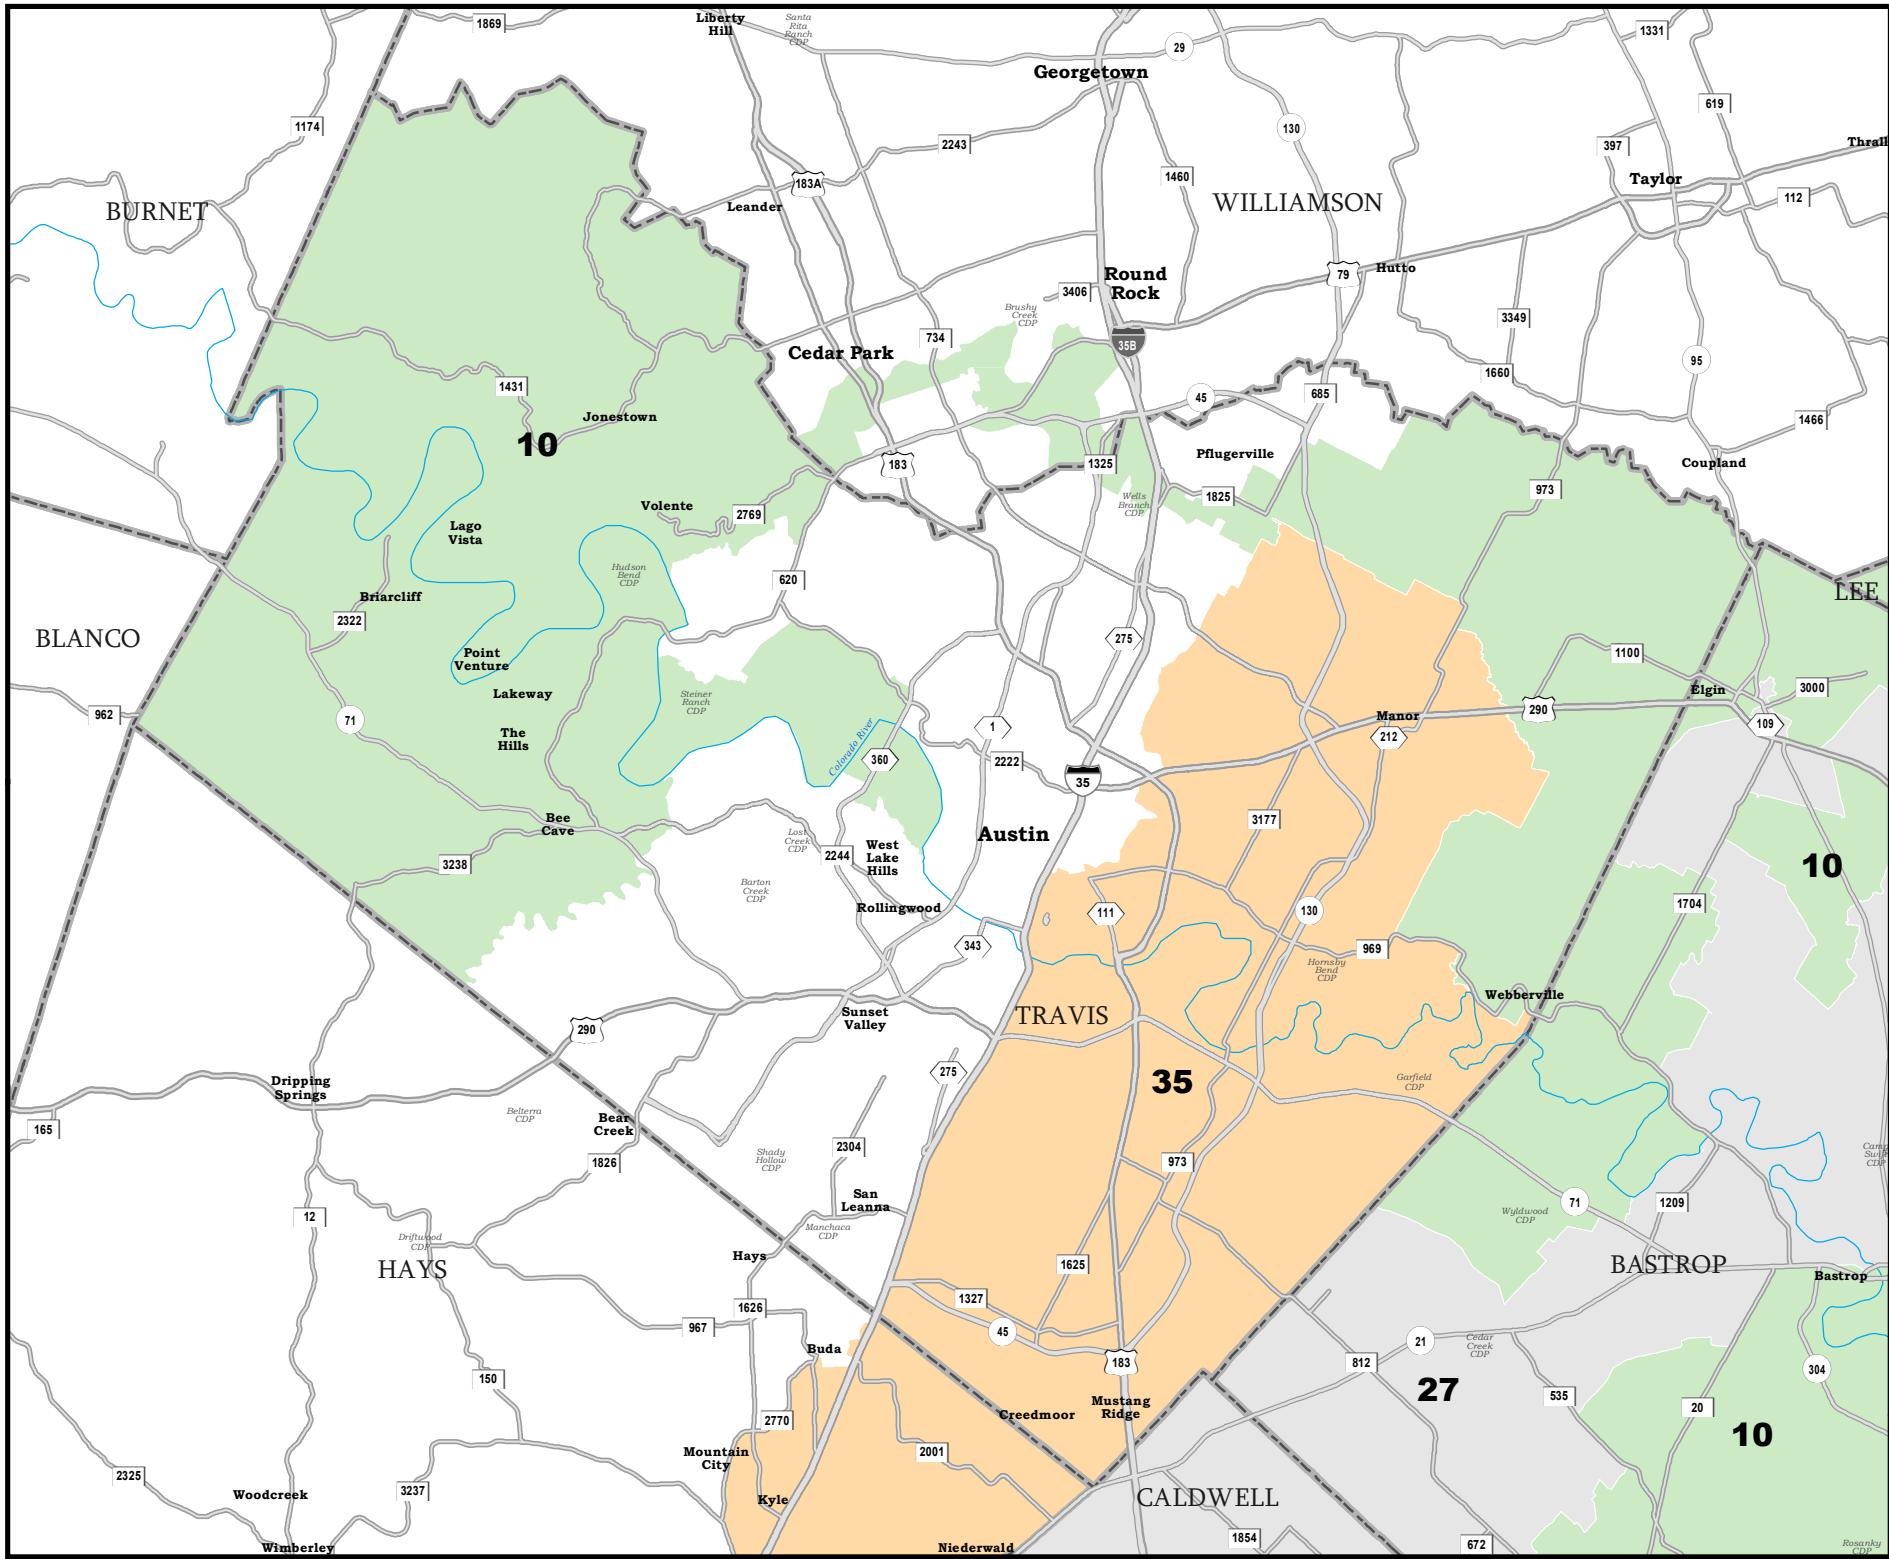 1869
Liberty
Hill
Santa
Rita
Ranch
CDP
29
1331
Georgetown
619
1174
130
2243
397
Thrall
1460
Taylor
183A
112
BURNET
Leander
WILLIAMSON
Hutto
79
Round
Rock
3406
Brushy
Creek
CDP
3349
734
35B
Cedar Park
95
1660
1431
685
45
Jonestown
1466
10
Pflugerville
183
1325
Coupland
973
1825
Volente
2769
Wells
Branch
CDP
Lago
Vista
Hudson
Bend
CDP
620
LEE
Briarcliff
2322
BLANCO
275
Point
Venture
1100
Lakeway
Steiner
Ranch
CDP
Elgin
3000
962
71
290
Manor
109
1
212
The
Hills
Colorado River
360
2222
35
Bee
Cave
3177
Austin
Lost
Creek
CDP
2244
West
Lake
Hills
3238
10
Barton
Creek
CDP
1704
Rollingwood
111
130
343
969
Hornsby
Bend
CDP
Webberville
Sunset
Valley
TRAVIS
290
275
35
Garfield
CDP
Dripping
Springs
Belterra
CDP
Bear
Creek
165
2304
Shady
Hollow
CDP
1826
973
Camp
Swift
CDP
San
Leanna
71
1209
12
Wyldwood
CDP
Manchaca
CDP
Driftwood
CDP
Hays
HAYS
1625
BASTROP
Bastrop
1327
1626
967
45
21
Cedar
Creek
CDP
Buda
183
812
304
150
27
535
Mustang
Ridge
Creedmoor
20
2770
10
Mountain
City
2001
2325
3237
Woodcreek
Kyle
CALDWELL
1854
672
Wimberley
Niederwald
Rosanky
CDP